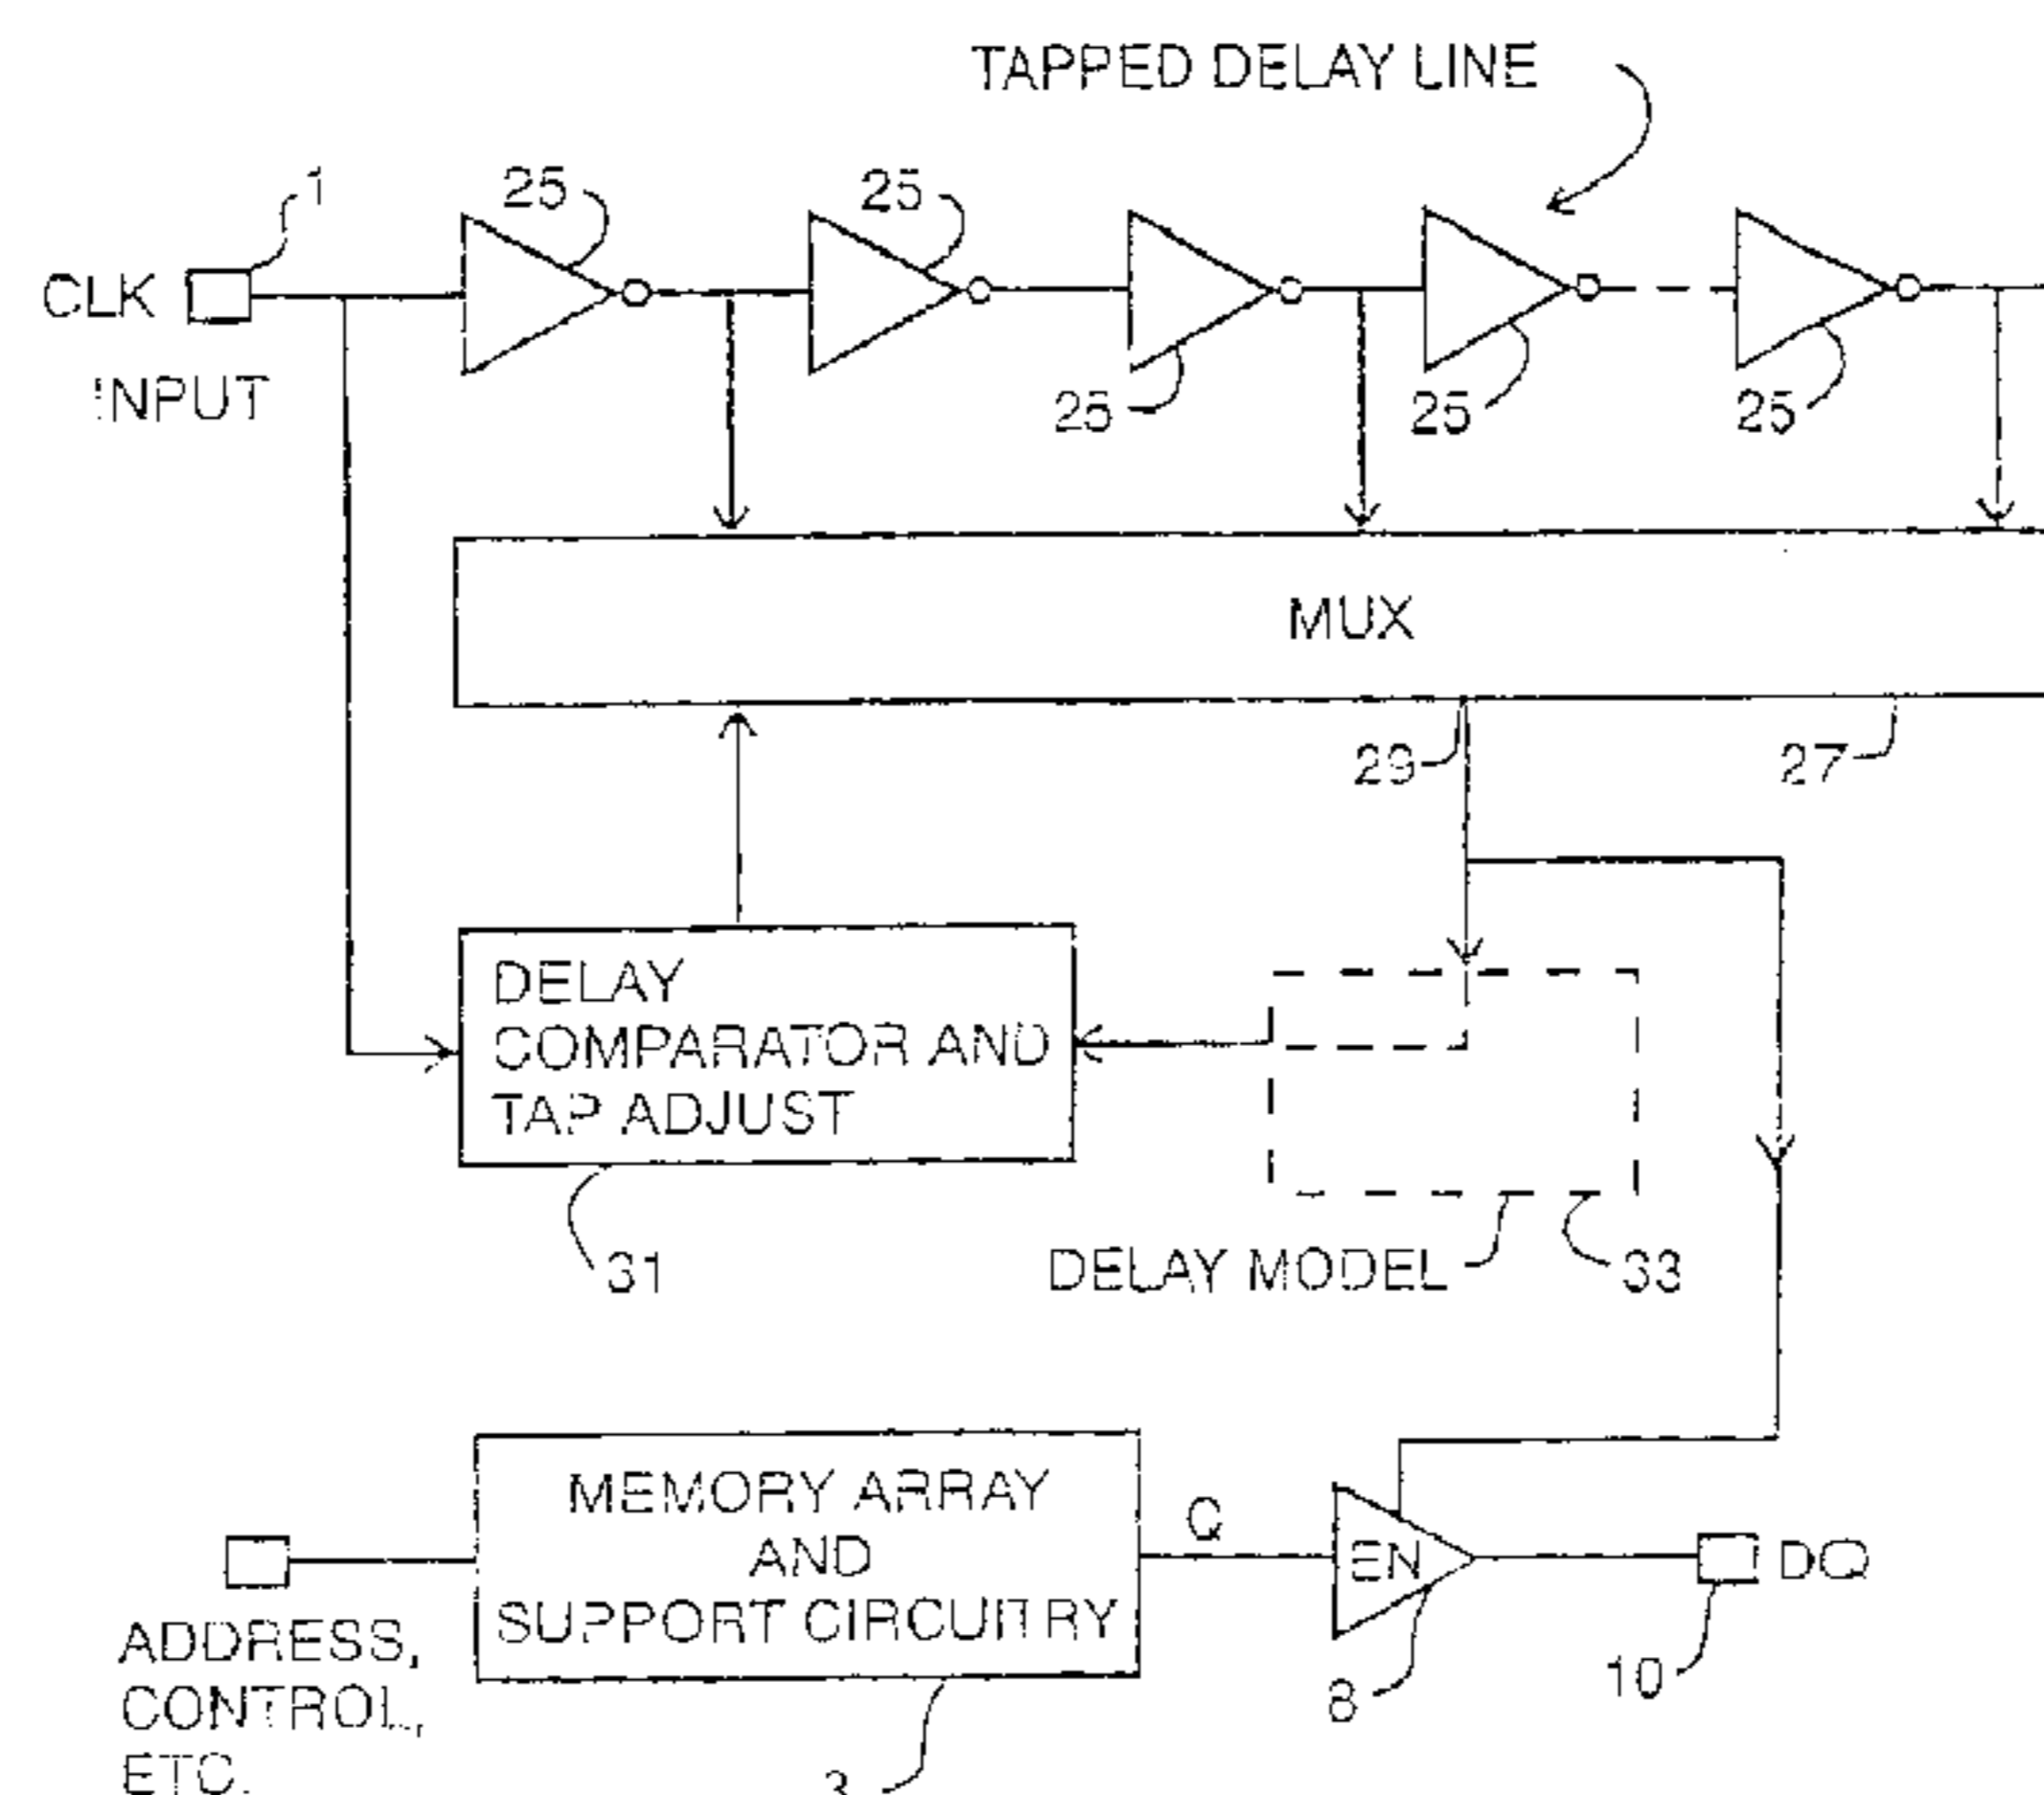 TAPPED DELAY LINE
1
25
25
CLK
INPUT
25
25
25
MUX
29
27
DELAY
COMPARATOR AND
TAP ADJUST
31
DELAY MODEL
33
MEMORY ARRAY
AND
SUPPORT CIRCUITRY
Q
EN
DQ
ADDRESS,
CONTROL,
ETC.
8
10
3